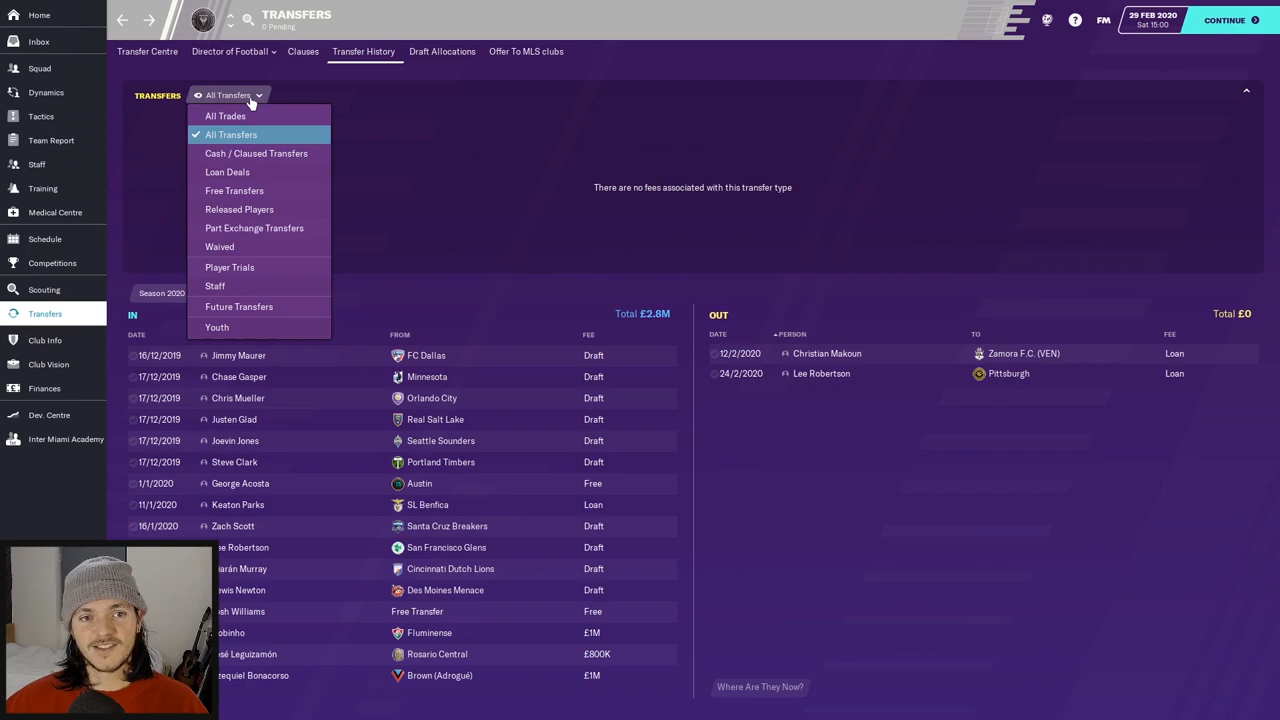 Home
Inbox
Squad
Dynamics
Tactics
Team Report
Staff
Training
Medical Centre
Schedule
Competitions
Scouting
Transfers
Club Info
Club Vision
Finances
Dev. Centre
Inter Miami Academy
TRANSFERS
0 Pending
?
FM
29 FEB 2020
Sat 15:00
CONTINUE
Transfer Centre
Director of Football
Clauses
Transfer History
Draft Allocations
Offer To MLS clubs
TRANSFERS
All Transfers
All Trades
All Transfers
Cash / Claused Transfers
Loan Deals
Free Transfers
Released Players
Part Exchange Transfers
Waived
Player Trials
Staff
Future Transfers
Youth
There are no fees associated with this transfer type
Season 2020
IN Total £2.8M
DATE FROM FEE
16/12/2019 Jimmy Maurer FC Dallas Draft
17/12/2019 Chase Gasper Minnesota Draft
17/12/2019 Chris Mueller Orlando City Draft
17/12/2019 Justen Glad Real Salt Lake Draft
17/12/2019 Joevin Jones Seattle Sounders Draft
17/12/2019 Steve Clark Portland Timbers Draft
1/1/2020 George Acosta Austin Free
11/1/2020 Keaton Parks SL Benfica Loan
16/1/2020 Zach Scott Santa Cruz Breakers Draft
Robertson San Francisco Glens Draft
Murray Cincinnati Dutch Lions Draft
Newton Des Moines Menace Draft
Williams Free Transfer Free
Fluminense £1M
Leguizamón Rosario Central £800K
Bonacorso Brown (Adrogué) £1M
OUT Total £0
DATE PERSON TO FEE
12/2/2020 Christian Makoun Zamora F.C. (VEN) Loan
24/2/2020 Lee Robertson Pittsburgh Loan
Where Are They Now?